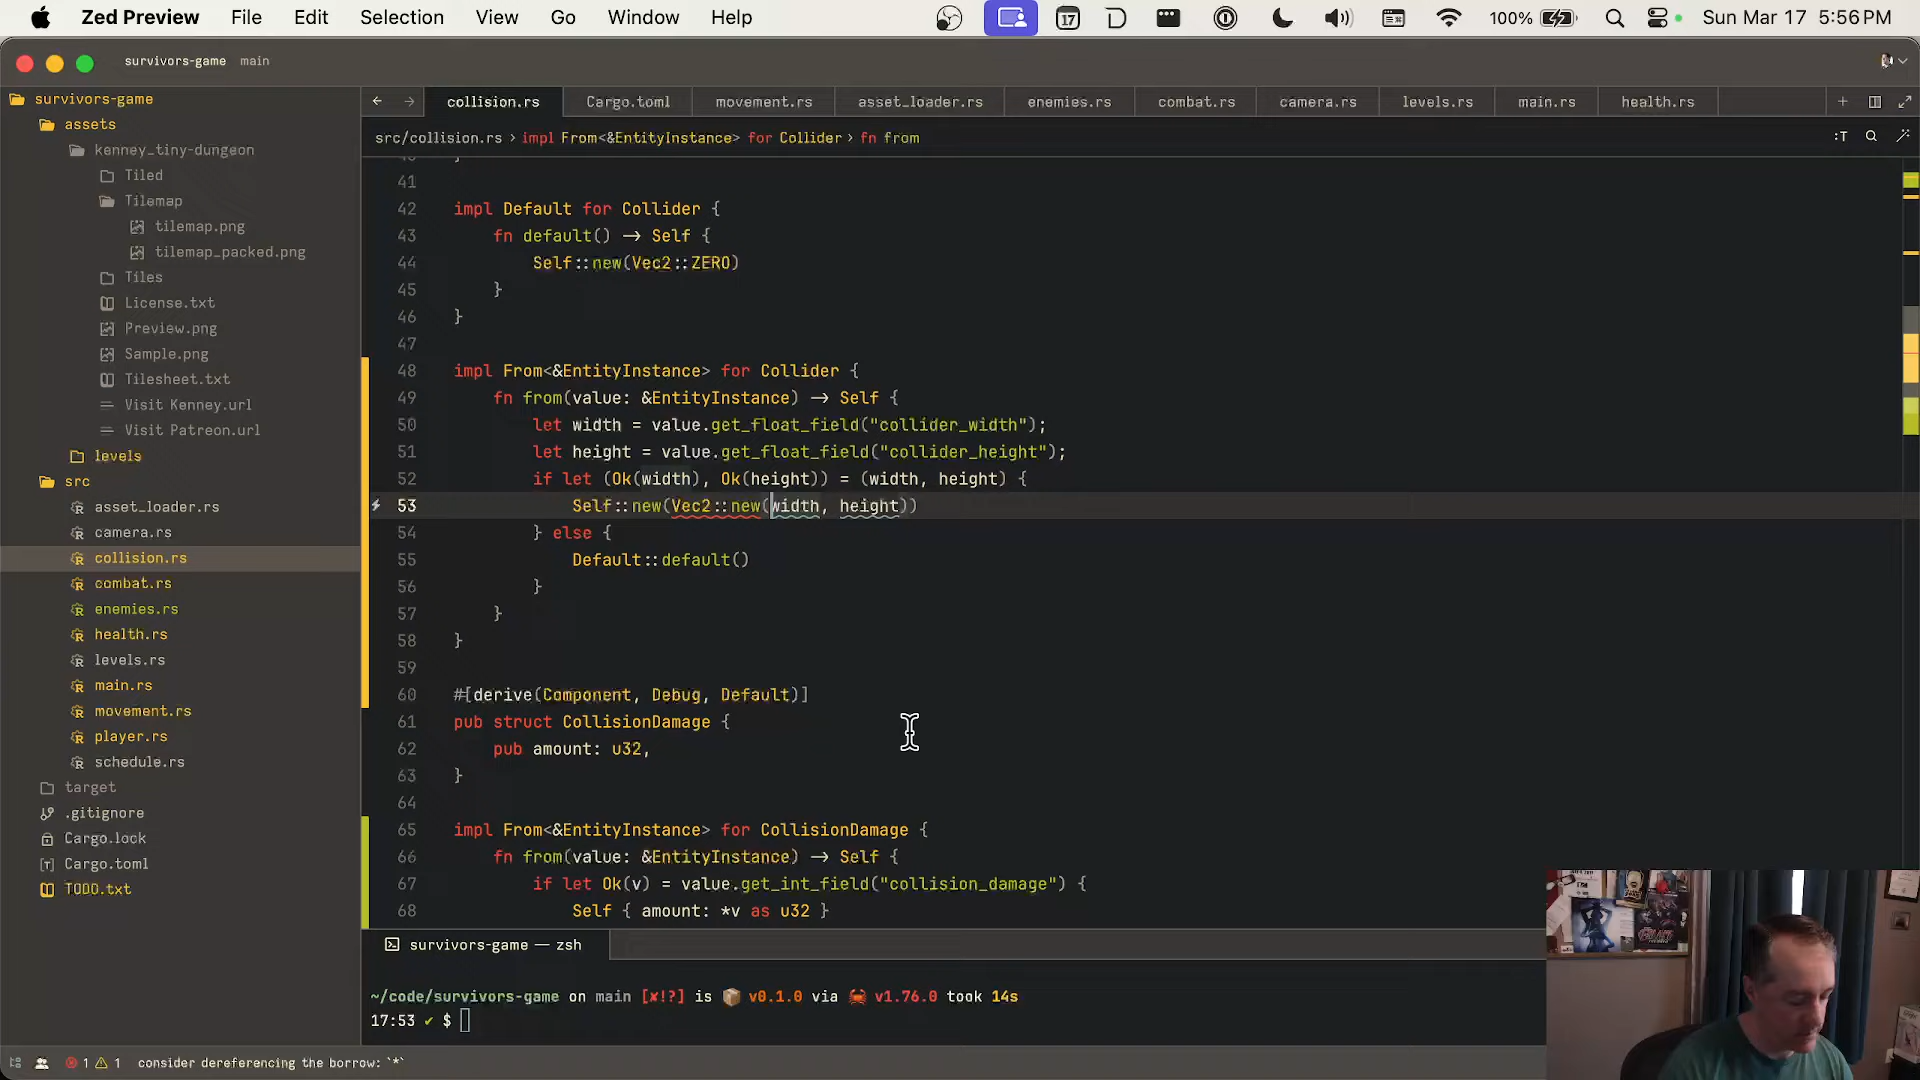 Zed Preview File Edit Selection View Go Window Help 17 100% Sun Mar 17 5:56 PM
survivors-game main
survivors-game
assets
kenney_tiny-dungeon
Tiled
Tilemap
tilemap.png
tilemap_packed.png
Tiles
License.txt
Preview.png
Sample.png
Tilesheet.txt
Visit Kenney.url
Visit Patreon.url
levels
src
asset_loader.rs
camera.rs
collision.rs
combat.rs
enemies.rs
health.rs
levels.rs
main.rs
movement.rs
player.rs
schedule.rs
target
.gitignore
Cargo.lock
Cargo.toml
TODO.txt
collision.rs Cargo.toml movement.rs asset_loader.rs enemies.rs combat.rs camera.rs levels.rs main.rs health.rs
src/collision.rs › impl From<&EntityInstance> for Collider › fn from
41
42 impl Default for Collider {
43 fn default() → Self {
44 Self::new(Vec2::ZERO)
45 }
46 }
47
48 impl From<&EntityInstance> for Collider {
49 fn from(value: &EntityInstance) → Self {
50 let width = value.get_float_field("collider_width");
51 let height = value.get_float_field("collider_height");
52 if let (Ok(width), Ok(height)) = (width, height) {
53 Self::new(Vec2::new(width, height))
54 } else {
55 Default::default()
56 }
57 }
58 }
59
60 #[derive(Component, Debug, Default)]
61 pub struct CollisionDamage {
62 pub amount: u32,
63 }
64
65 impl From<&EntityInstance> for CollisionDamage {
66 fn from(value: &EntityInstance) → Self {
67 if let Ok(v) = value.get_int_field("collision_damage") {
68 Self { amount: *v as u32 }
survivors-game — zsh
~/code/survivors-game on main [✘!?] is 📦 v0.1.0 via 🦀 v1.76.0 took 14s
17:53 ✔ $
1 1 consider dereferencing the borrow: `*`